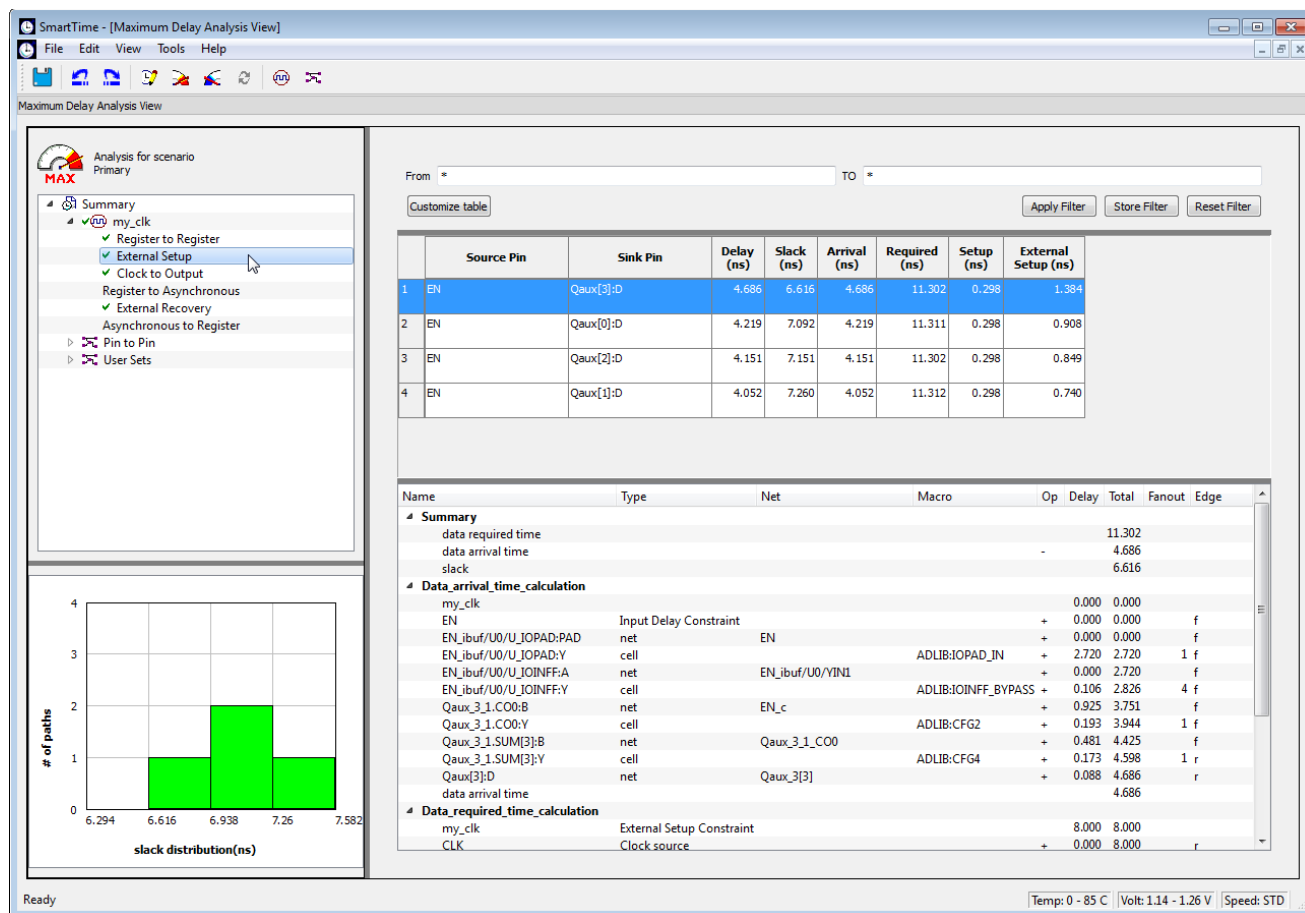 SmartTime - [Maximum Delay Analysis View]
File Edit View Tools Help
Maximum Delay Analysis View
Analysis for scenario
Primary
MAX
Summary
my_clk
Register to Register
External Setup
Clock to Output
Register to Asynchronous
External Recovery
Asynchronous to Register
Pin to Pin
User Sets
From * TO *
Customize table Apply Filter Store Filter Reset Filter
Source Pin Sink Pin Delay (ns) Slack (ns) Arrival (ns) Required (ns) Setup (ns) External Setup (ns)
1 EN Qaux[3]:D 4.686 6.616 4.686 11.302 0.298 1.384
2 EN Qaux[0]:D 4.219 7.092 4.219 11.311 0.298 0.908
3 EN Qaux[2]:D 4.151 7.151 4.151 11.302 0.298 0.849
4 EN Qaux[1]:D 4.052 7.260 4.052 11.312 0.298 0.740
Name Type Net Macro Op Delay Total Fanout Edge
Summary
data required time 11.302
data arrival time - 4.686
slack 6.616
Data_arrival_time_calculation
my_clk 0.000 0.000
EN Input Delay Constraint + 0.000 0.000 f
EN_ibuf/U0/U_IOPAD:PAD net EN + 0.000 0.000 f
EN_ibuf/U0/U_IOPAD:Y cell ADLIB:IOPAD_IN + 2.720 2.720 1 f
EN_ibuf/U0/U_IOINFF:A net EN_ibuf/U0/YIN1 + 0.000 2.720 f
EN_ibuf/U0/U_IOINFF:Y cell ADLIB:IOINFF_BYPASS + 0.106 2.826 4 f
Qaux_3_1.CO0:B net EN_c + 0.925 3.751 f
Qaux_3_1.CO0:Y cell ADLIB:CFG2 + 0.193 3.944 1 f
Qaux_3_1.SUM[3]:B net Qaux_3_1_CO0 + 0.481 4.425 f
Qaux_3_1.SUM[3]:Y cell ADLIB:CFG4 + 0.173 4.598 1 r
Qaux[3]:D net Qaux_3[3] + 0.088 4.686 r
data arrival time 4.686
Data_required_time_calculation
my_clk External Setup Constraint 8.000 8.000
CLK Clock source + 0.000 8.000 r
# of paths
4
3
2
1
0
6.294 6.616 6.938 7.26 7.582
slack distribution(ns)
Ready Temp: 0 - 85 C Volt: 1.14 - 1.26 V Speed: STD